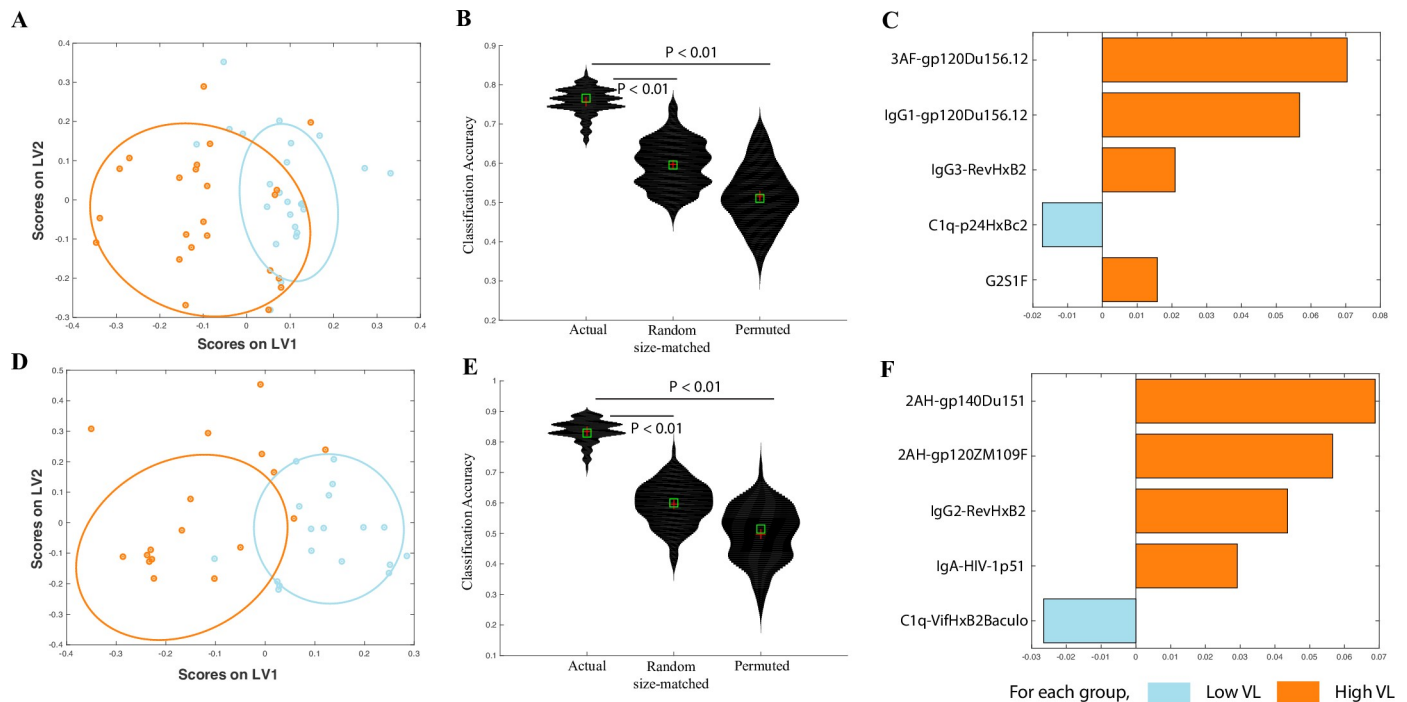 A
0.4
0.3
0.2
0.1
0
-0.1
-0.2
-0.3
Scores on LV2
-0.4
-0.3
-0.2
-0.1
0
0.1
0.2
0.3
0.4
Scores on LV1
B
P < 0.01
P < 0.01
0.9
0.8
0.7
0.6
0.5
0.4
0.3
0.2
Classification Accuracy
Actual
Random
size-matched
Permuted
C
3AF-gp120Du156.12
IgG1-gp120Du156.12
IgG3-RevHxB2
C1q-p24HxBc2
G2S1F
-0.02
-0.01
0
0.01
0.02
0.03
0.04
0.05
0.06
0.07
0.08
D
0.5
0.4
0.3
0.2
0.1
0
-0.1
-0.2
-0.3
-0.4
Scores on LV2
-0.4
-0.3
-0.2
-0.1
0
0.1
0.2
0.3
Scores on LV1
E
P < 0.01
P < 0.01
1
0.9
0.8
0.7
0.6
0.5
0.4
0.3
0.2
0.1
Classification Accuracy
Actual
Random
size-matched
Permuted
F
2AH-gp140Du151
2AH-gp120ZM109F
IgG2-RevHxB2
IgA-HIV-1p51
C1q-VifHxB2Baculo
-0.03
-0.02
-0.01
0
0.01
0.02
0.03
0.04
0.05
0.06
0.07
For each group,
Low VL
High VL